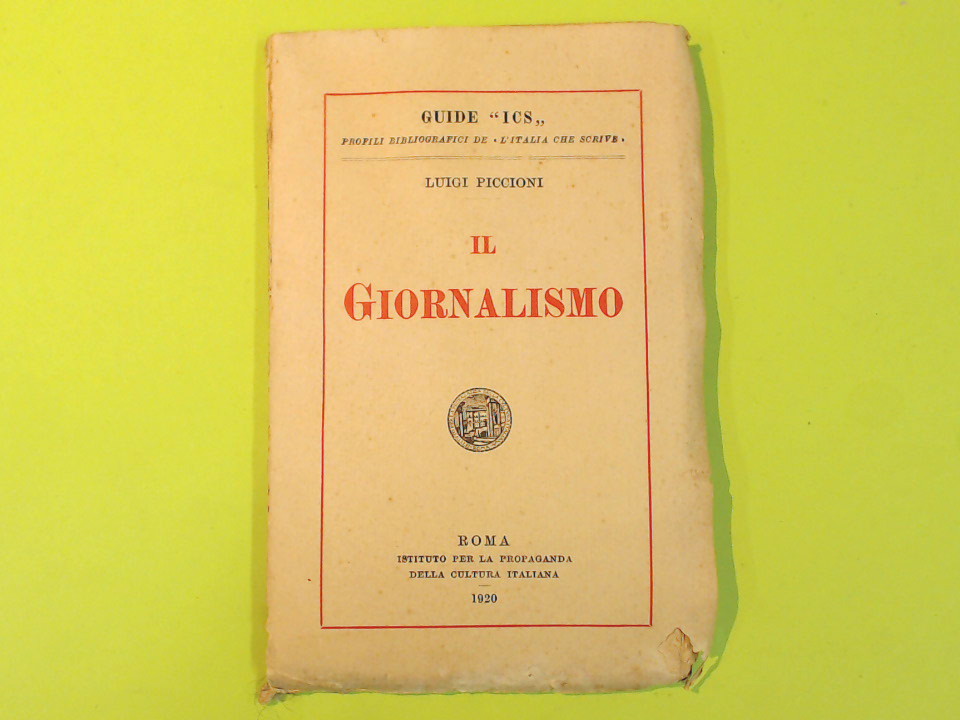 GUIDE "ICS„
PROFILI BIBLIOGRAFICI DE « L'ITALIA CHE SCRIVE »
LUIGI PICCIONI
IL
GIORNALISMO
ROMA
ISTITUTO PER LA PROPAGANDA
DELLA CULTURA ITALIANA
1920